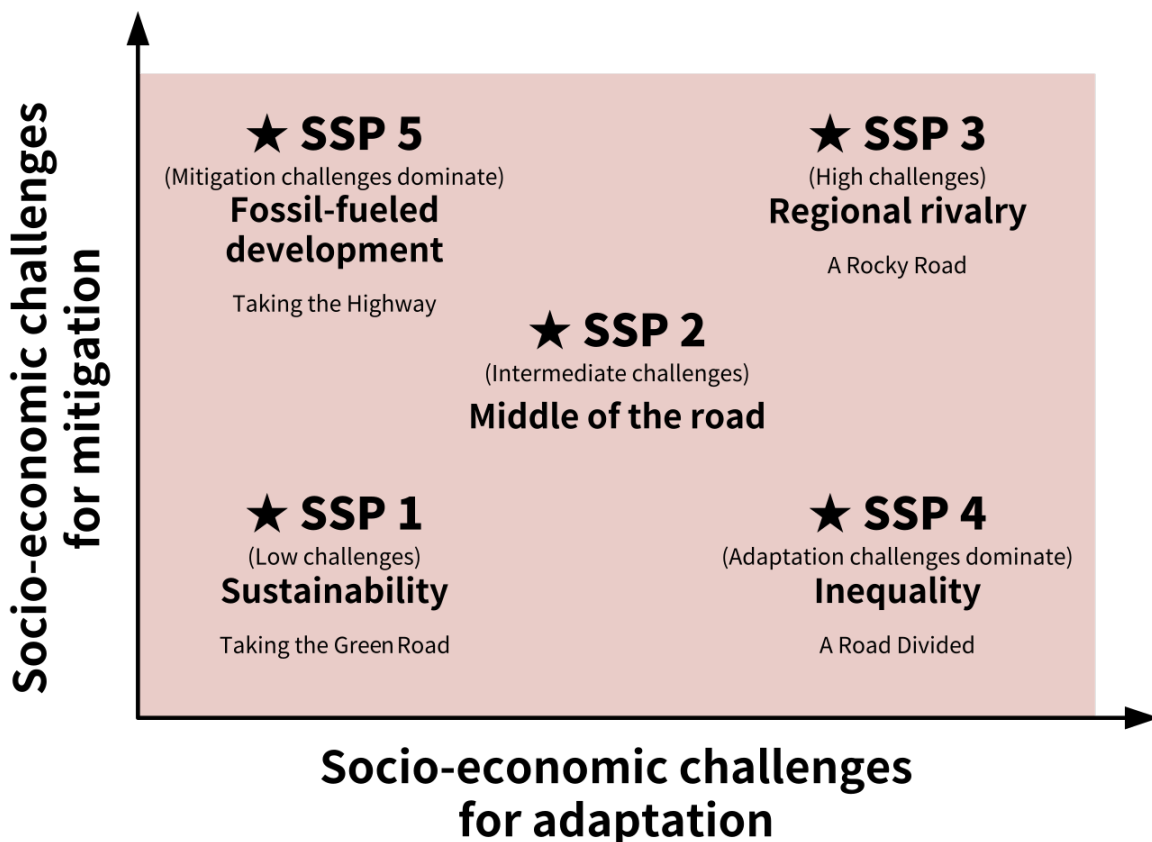 Socio-economic challenges
for mitigation
★ SSP 5
(Mitigation challenges dominate)
Fossil-fueled
development
Taking the Highway
★ SSP 3
(High challenges)
Regional rivalry
A Rocky Road
★ SSP 2
(Intermediate challenges)
Middle of the road
★ SSP 1
(Low challenges)
Sustainability
Taking the Green Road
★ SSP 4
(Adaptation challenges dominate)
Inequality
A Road Divided
Socio-economic challenges
for adaptation